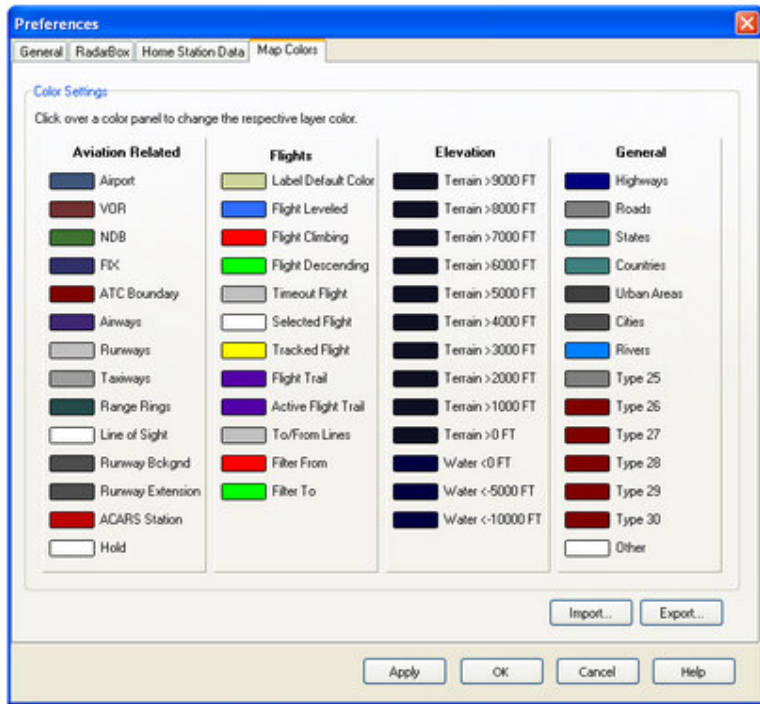 Preferences
General RadarBox Home Station Data Map Colors
Color Settings
Click over a color panel to change the respective layer color.
Aviation Related
Airport
VOR
NDB
FIX
ATC Boundary
Airways
Runways
Taxiways
Range Rings
Line of Sight
Runway Bckgnd
Runway Extension
ACARS Station
Hold
Flights
Label Default Color
Flight Leveled
Flight Climbing
Flight Descending
Timeout Flight
Selected Flight
Tracked Flight
Flight Trail
Active Flight Trail
To/From Lines
Filter From
Filter To
Elevation
Terrain >9000 FT
Terrain >8000 FT
Terrain >7000 FT
Terrain >6000 FT
Terrain >5000 FT
Terrain >4000 FT
Terrain >3000 FT
Terrain >2000 FT
Terrain >1000 FT
Terrain >0 FT
Water <0 FT
Water <-5000 FT
Water <-10000 FT
General
Highways
Roads
States
Countries
Urban Areas
Cities
Rivers
Type 25
Type 26
Type 27
Type 28
Type 29
Type 30
Other
Import... Export...
Apply OK Cancel Help